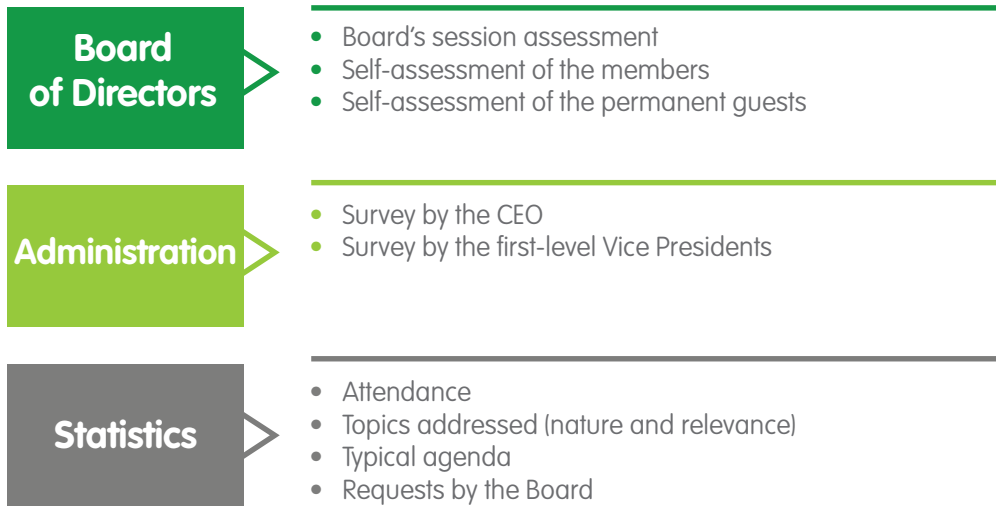 Board
of Directors
• Board's session assessment
• Self-assessment of the members
• Self-assessment of the permanent guests
Administration
• Survey by the CEO
• Survey by the first-level Vice Presidents
Statistics
• Attendance
• Topics addressed (nature and relevance)
• Typical agenda
• Requests by the Board